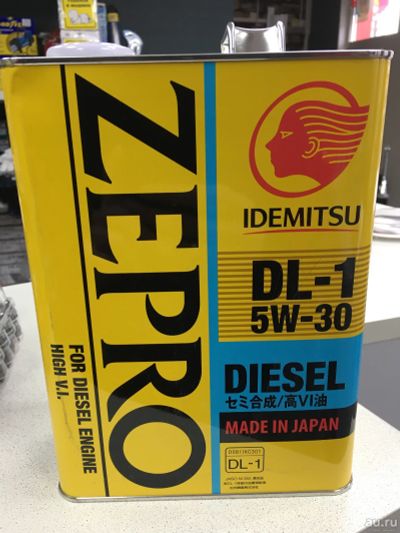 ZEPRO
FOR DIESEL ENGINE
HIGH V.I.
IDEMITSU
DL-1
5W-30
DIESEL
セミ合成/高VI油
MADE IN JAPAN
DL-1